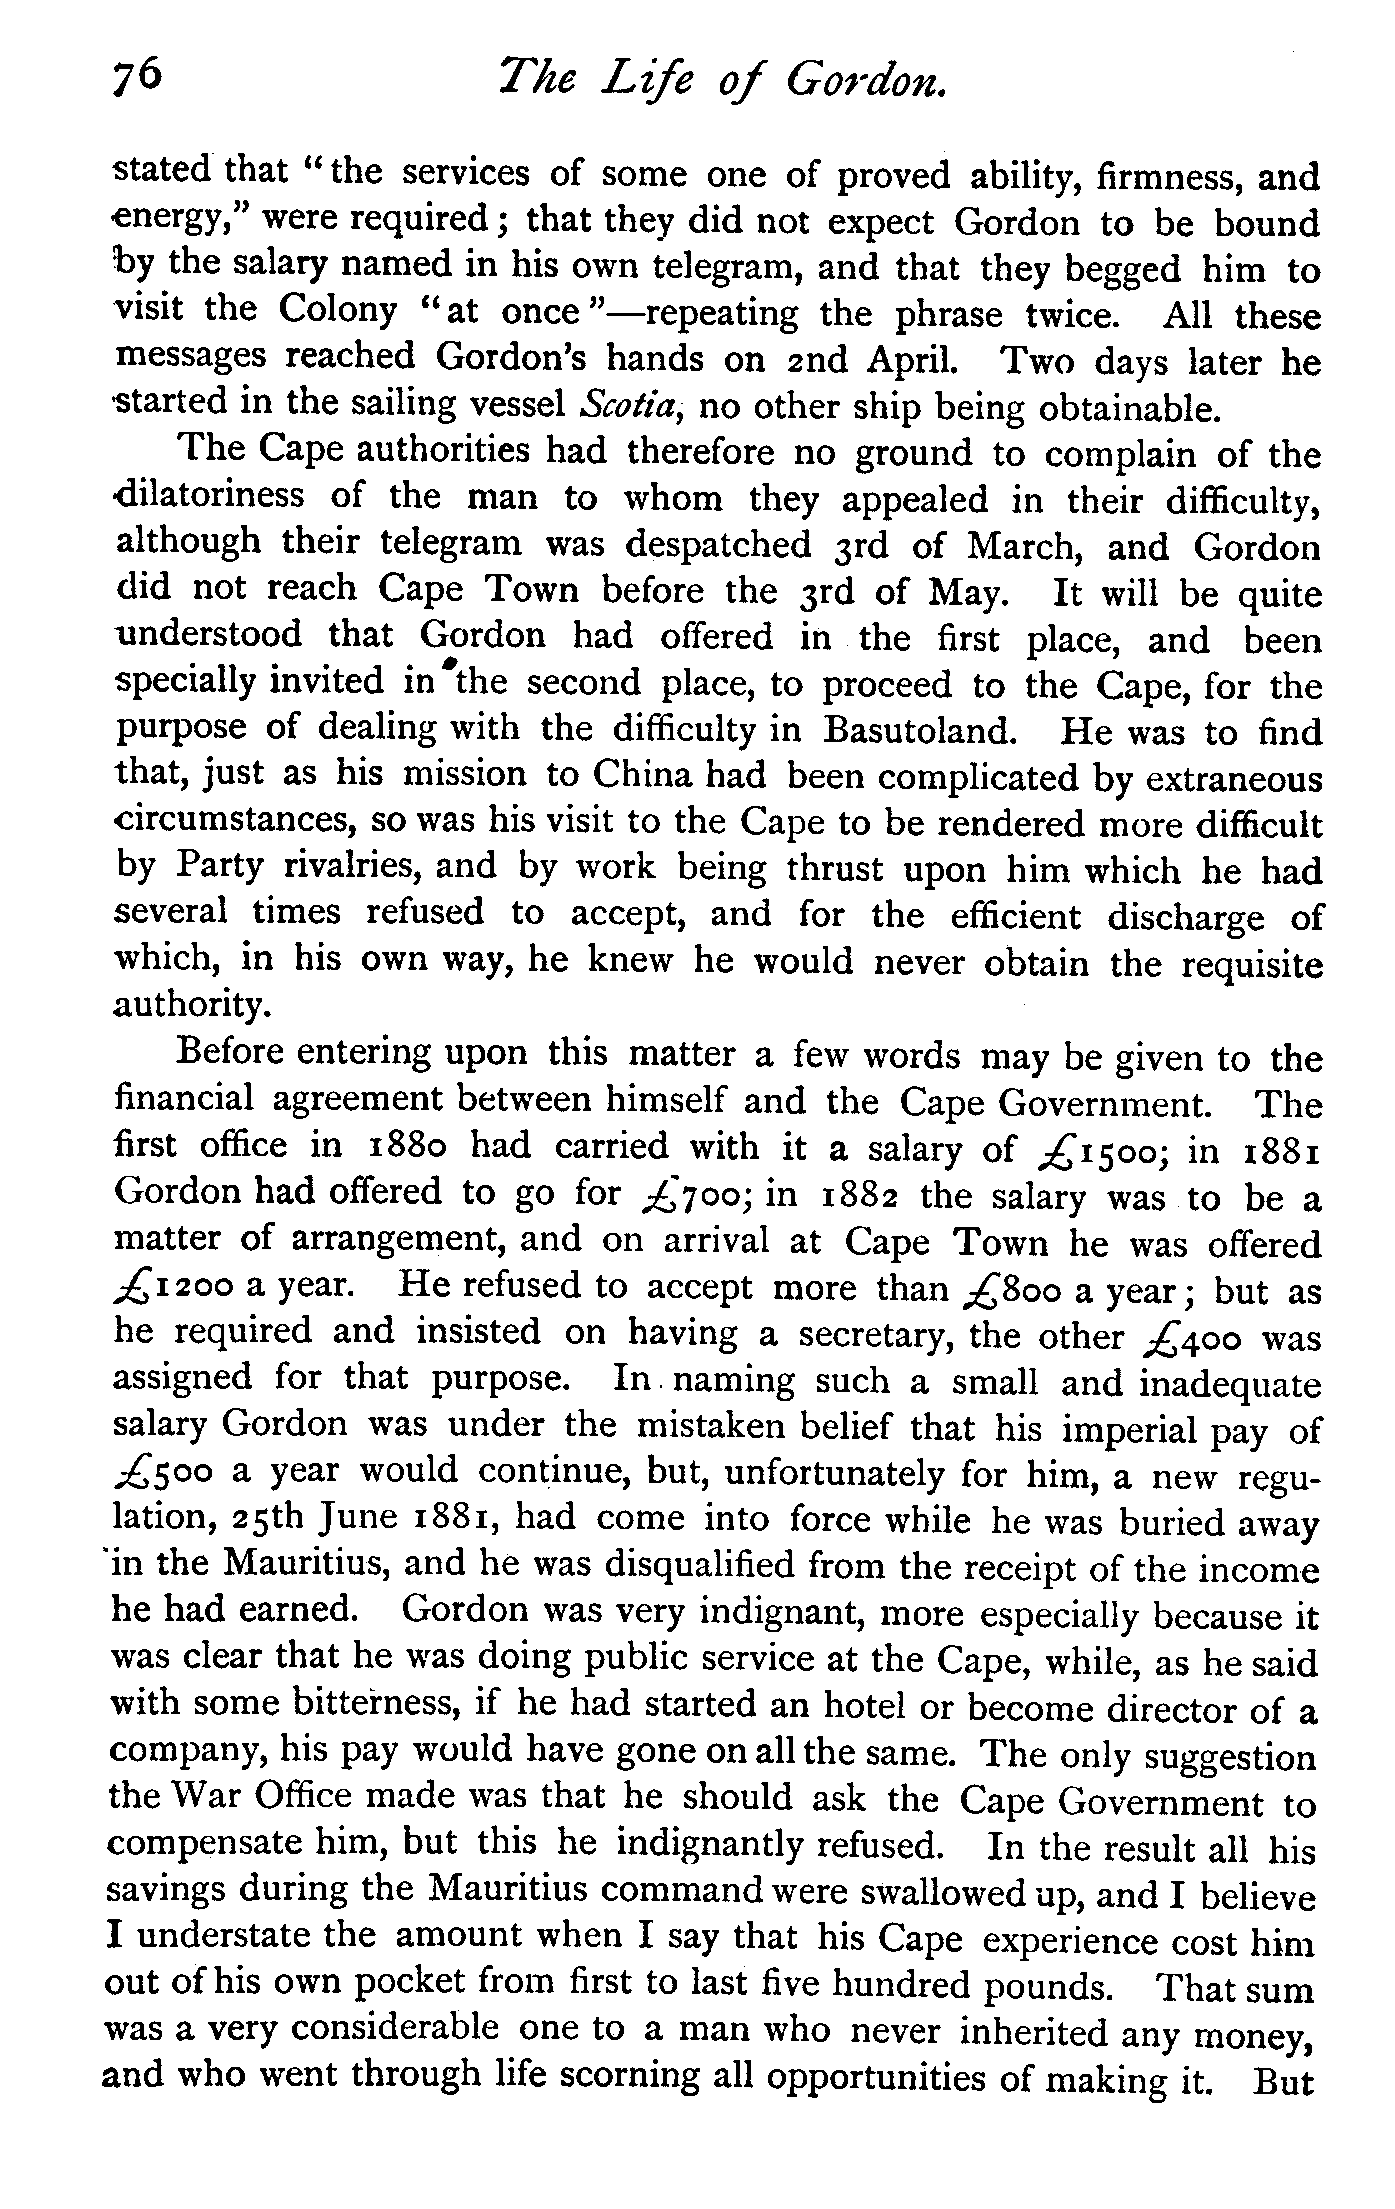 76 The Life of Gordon.
stated that "the services of some one of proved ability, firmness, and
energy," were required; that they did not expect Gordon to be bound
by the salary named in his own telegram, and that they begged him to
visit the Colony "at once"—repeating the phrase twice. All these
messages reached Gordon's hands on 2nd April. Two days later he
started in the sailing vessel Scotia, no other ship being obtainable.
The Cape authorities had therefore no ground to complain of the
dilatoriness of the man to whom they appealed in their difficulty,
although their telegram was despatched 3rd of March, and Gordon
did not reach Cape Town before the 3rd of May. It will be quite
understood that Gordon had offered in the first place, and been
specially invited in the second place, to proceed to the Cape, for the
purpose of dealing with the difficulty in Basutoland. He was to find
that, just as his mission to China had been complicated by extraneous
circumstances, so was his visit to the Cape to be rendered more difficult
by Party rivalries, and by work being thrust upon him which he had
several times refused to accept, and for the efficient discharge of
which, in his own way, he knew he would never obtain the requisite
authority.
Before entering upon this matter a few words may be given to the
financial agreement between himself and the Cape Government. The
first office in 1880 had carried with it a salary of £1500; in 1881
Gordon had offered to go for £700; in 1882 the salary was to be a
matter of arrangement, and on arrival at Cape Town he was offered
£1200 a year. He refused to accept more than £800 a year; but as
he required and insisted on having a secretary, the other £400 was
assigned for that purpose. In naming such a small and inadequate
salary Gordon was under the mistaken belief that his imperial pay of
£500 a year would continue, but, unfortunately for him, a new regu-
lation, 25th June 1881, had come into force while he was buried away
in the Mauritius, and he was disqualified from the receipt of the income
he had earned. Gordon was very indignant, more especially because it
was clear that he was doing public service at the Cape, while, as he said
with some bitterness, if he had started an hotel or become director of a
company, his pay would have gone on all the same. The only suggestion
the War Office made was that he should ask the Cape Government to
compensate him, but this he indignantly refused. In the result all his
savings during the Mauritius command were swallowed up, and I believe
I understate the amount when I say that his Cape experience cost him
out of his own pocket from first to last five hundred pounds. That sum
was a very considerable one to a man who never inherited any money,
and who went through life scorning all opportunities of making it. But